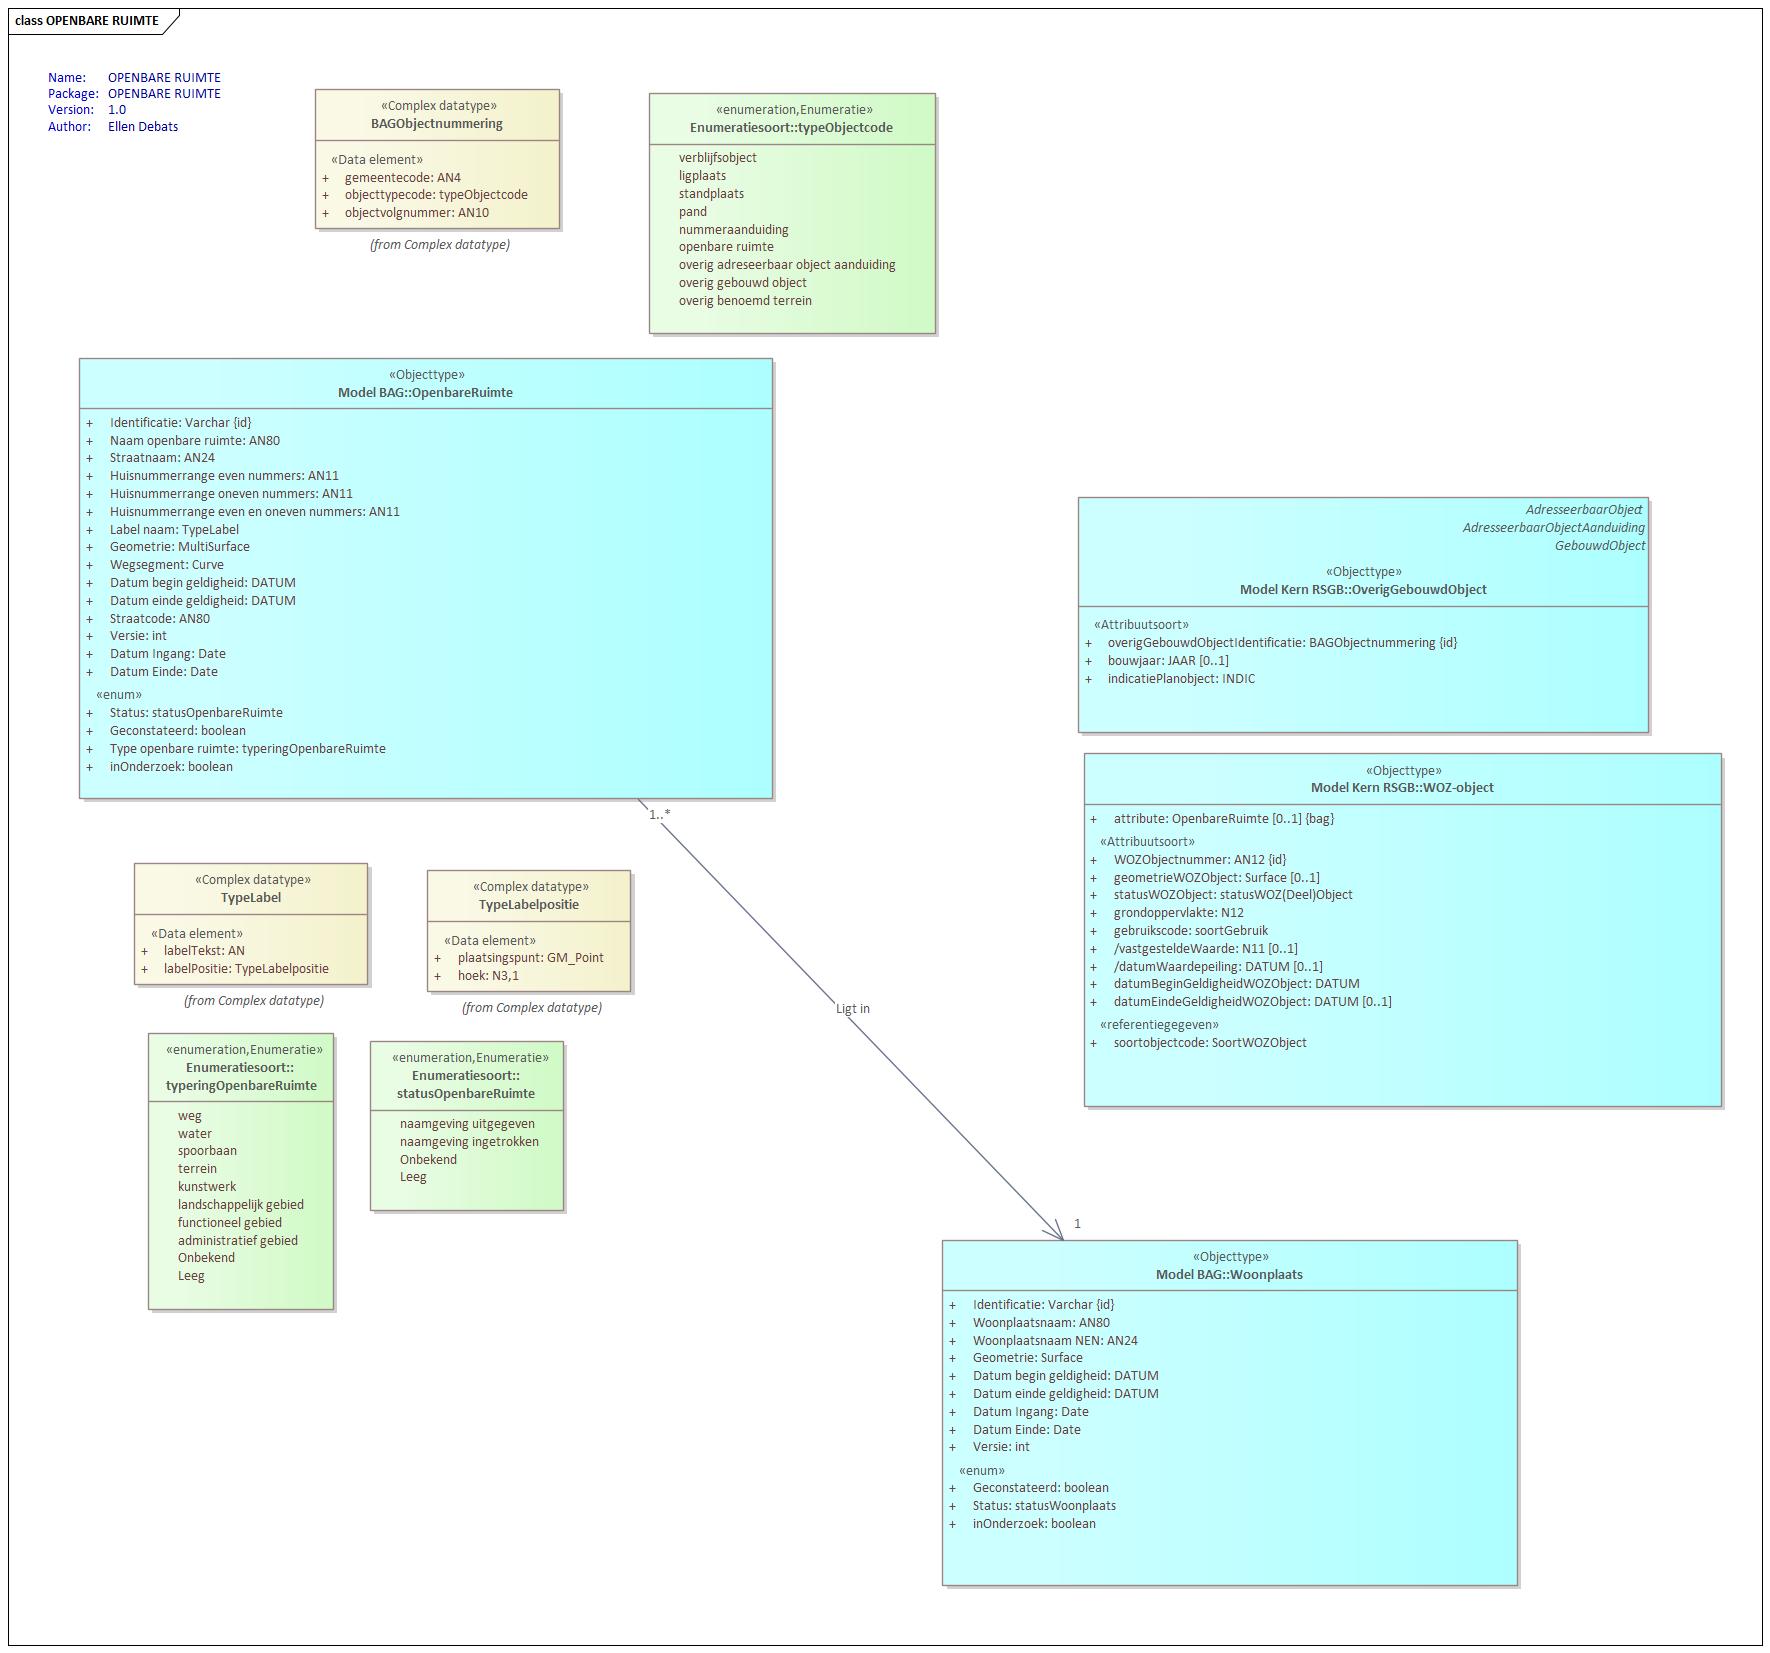 class OPENBARE RUIMTE
Name: OPENBARE RUIMTE
Package: OPENBARE RUIMTE
Version: 1.0
Author: Ellen Debats
«Complex datatype»
BAGObjectnummering
«Data element»
+ gemeentecode: AN4
+ objecttypecode: typeObjectcode
+ objectvolgnummer: AN10
(from Complex datatype)
«enumeration,Enumeratie»
Enumeratiesoort::typeObjectcode
verblijfsobject
ligplaats
standplaats
pand
nummeraanduiding
openbare ruimte
overig adreseerbaar object aanduiding
overig gebouwd object
overig benoemd terrein
«Objecttype»
Model BAG::OpenbareRuimte
+ Identificatie: Varchar {id}
+ Naam openbare ruimte: AN80
+ Straatnaam: AN24
+ Huisnummerrange even nummers: AN11
+ Huisnummerrange oneven nummers: AN11
+ Huisnummerrange even en oneven nummers: AN11
+ Label naam: TypeLabel
+ Geometrie: MultiSurface
+ Wegsegment: Curve
+ Datum begin geldigheid: DATUM
+ Datum einde geldigheid: DATUM
+ Straatcode: AN80
+ Versie: int
+ Datum Ingang: Date
+ Datum Einde: Date
«enum»
+ Status: statusOpenbareRuimte
+ Geconstateerd: boolean
+ Type openbare ruimte: typeringOpenbareRuimte
+ inOnderzoek: boolean
AdresseerbaarObject
AdresseerbaarObjectAanduiding
GebouwdObject
«Objecttype»
Model Kern RSGB::OverigGebouwdObject
«Attribuutsoort»
+ overigGebouwdObjectIdentificatie: BAGObjectnummering {id}
+ bouwjaar: JAAR [0..1]
+ indicatiePlanobject: INDIC
«Objecttype»
Model Kern RSGB::WOZ-object
+ attribute: OpenbareRuimte [0..1] {bag}
«Attribuutsoort»
+ WOZObjectnummer: AN12 {id}
+ geometrieWOZObject: Surface [0..1]
+ statusWOZObject: statusWOZ(Deel)Object
+ grondoppervlakte: N12
+ gebruikscode: soortGebruik
+ /vastgesteldeWaarde: N11 [0..1]
+ /datumWaardepeiling: DATUM [0..1]
+ datumBeginGeldigheidWOZObject: DATUM
+ datumEindeGeldigheidWOZObject: DATUM [0..1]
«referentiegegeven»
+ soortobjectcode: SoortWOZObject
1..*
Ligt in
1
«Complex datatype»
TypeLabel
«Data element»
+ labelTekst: AN
+ labelPositie: TypeLabelpositie
(from Complex datatype)
«Complex datatype»
TypeLabelpositie
«Data element»
+ plaatsingspunt: GM_Point
+ hoek: N3,1
(from Complex datatype)
«enumeration,Enumeratie»
Enumeratiesoort::
typeringOpenbareRuimte
weg
water
spoorbaan
terrein
kunstwerk
landschappelijk gebied
functioneel gebied
administratief gebied
Onbekend
Leeg
«enumeration,Enumeratie»
Enumeratiesoort::
statusOpenbareRuimte
naamgeving uitgegeven
naamgeving ingetrokken
Onbekend
Leeg
«Objecttype»
Model BAG::Woonplaats
+ Identificatie: Varchar {id}
+ Woonplaatsnaam: AN80
+ Woonplaatsnaam NEN: AN24
+ Geometrie: Surface
+ Datum begin geldigheid: DATUM
+ Datum einde geldigheid: DATUM
+ Datum Ingang: Date
+ Datum Einde: Date
+ Versie: int
«enum»
+ Geconstateerd: boolean
+ Status: statusWoonplaats
+ inOnderzoek: boolean